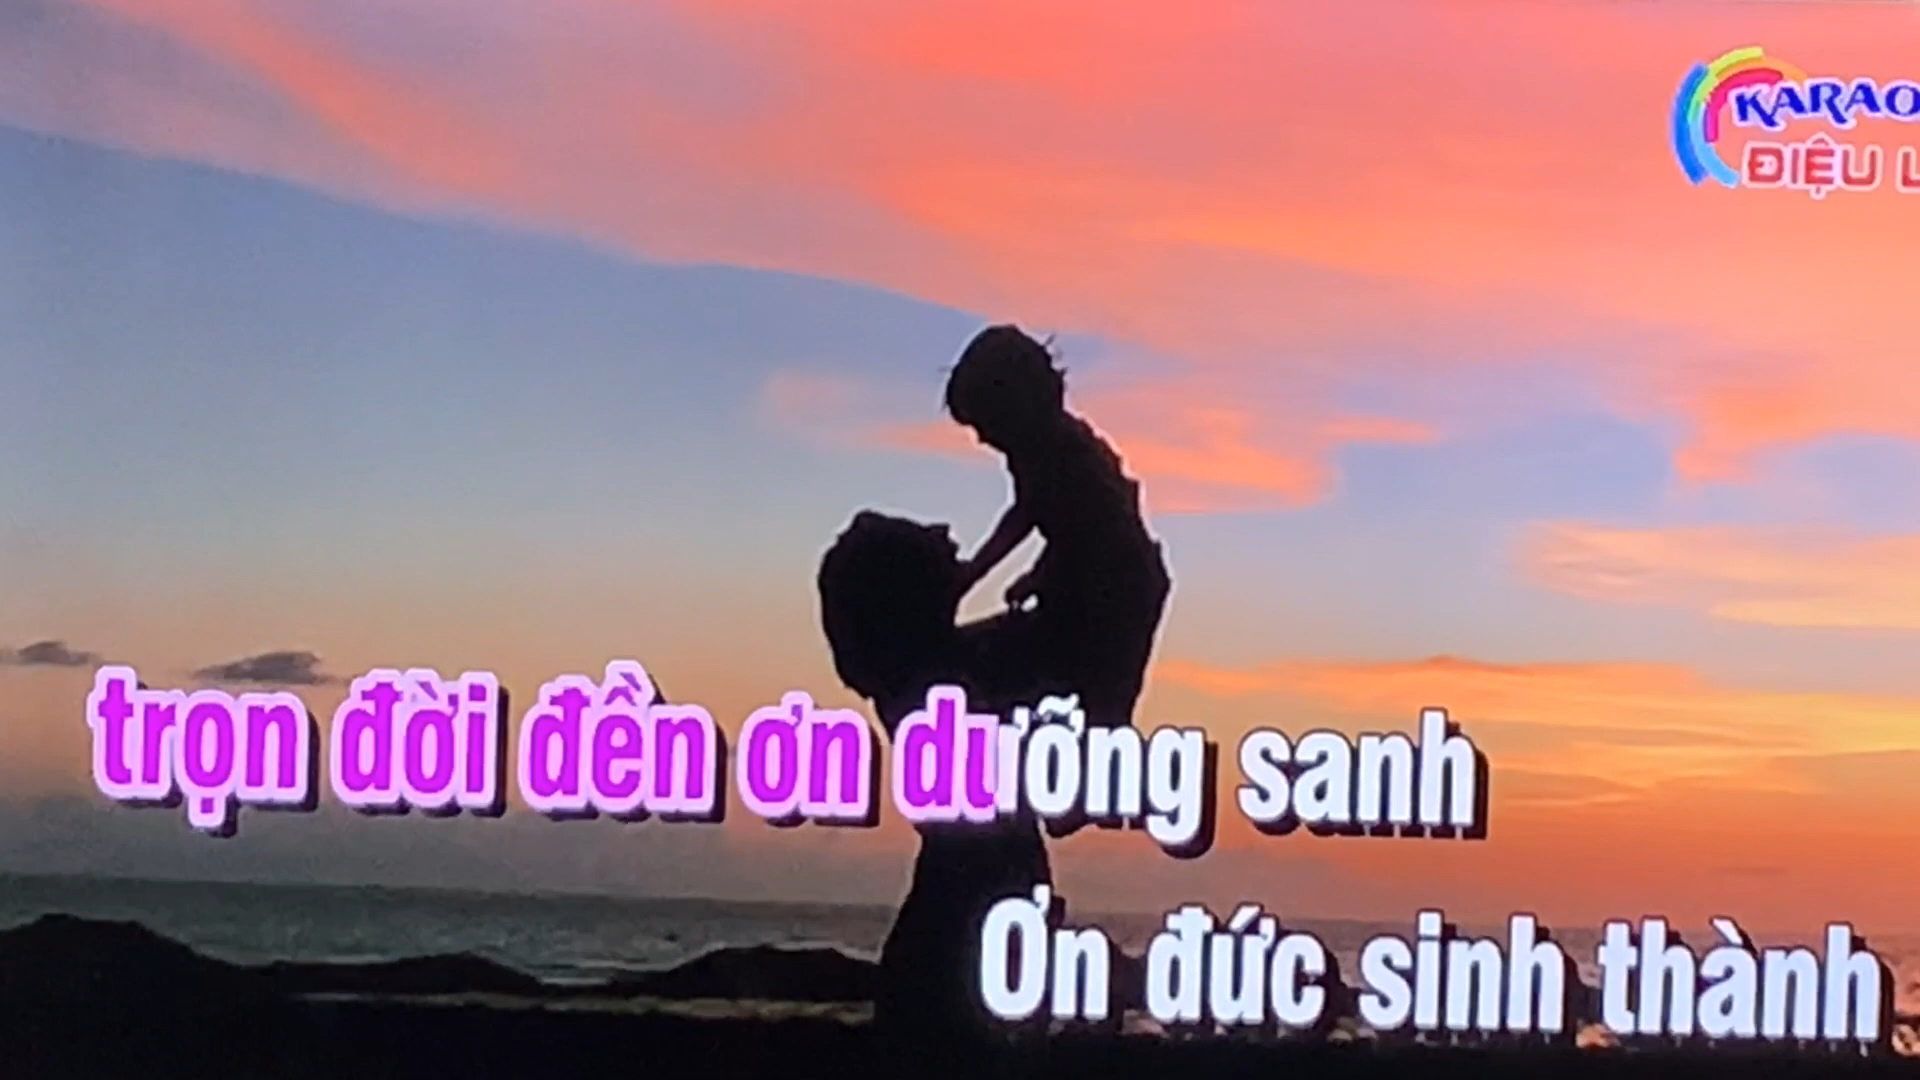 KARAO
ĐIỆU L
trọn đời đền ơn dưỡng sanh
Ơn đức sinh thành